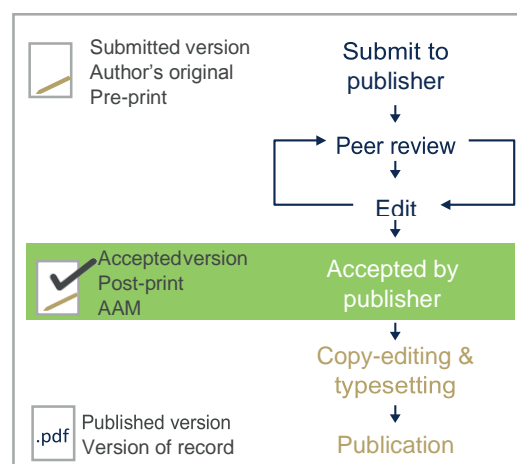 Submitted version
Author's original
Pre-print
Submit to
publisher
Peer review
Edit
Acceptedversion
Post-print
AAM
Accepted by
publisher
Copy-editing &
typesetting
.pdf
Published version
Version of record
Publication